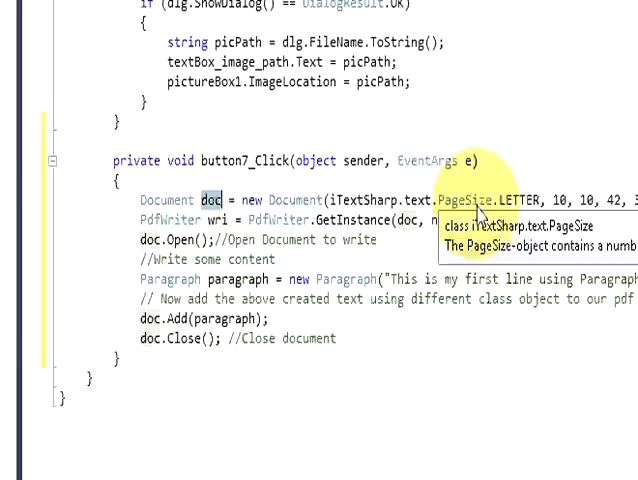 if (dlg.ShowDialog() == DialogResult.OK)
{
string picPath = dlg.FileName.ToString();
textBox_image_path.Text = picPath;
pictureBox1.ImageLocation = picPath;
}
}
private void button7_Click(object sender, EventArgs e)
{
Document doc = new Document(iTextSharp.text.PageSize.LETTER, 10, 10, 42, 3
PdfWriter wri = PdfWriter.GetInstance(doc, n
class iTextSharp.text.PageSize
doc.Open();//Open Document to write
The PageSize-object contains a numb
//Write some content
Paragraph paragraph = new Paragraph("This is my first line using Paragraph
// Now add the above created text using different class object to our pdf
doc.Add(paragraph);
doc.Close(); //Close document
}
}
}